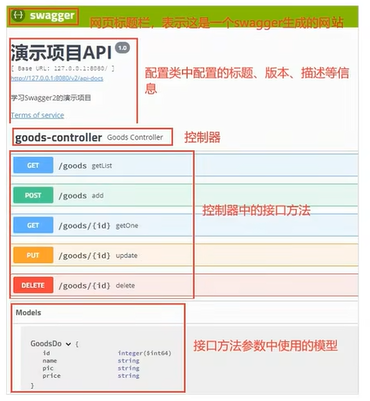 swagger
网页标题栏，表示这是一个swagger生成的网站
演示项目API 1.0
[ Base URL: 127.0.0.1:8080/ ]
http://127.0.0.1:8080/v2/api-docs
学习Swagger2的演示项目
Terms of service
配置类中配置的标题、版本、描述等信
息
goods-controller Goods Controller
控制器
GET /goods getList
POST /goods add
GET /goods/{id} getOne
PUT /goods/{id} update
DELETE /goods/{id} delete
控制器中的接口方法
Models
GoodsDo {
id integer($int64)
name string
pic string
price string
}
接口方法参数中使用的模型